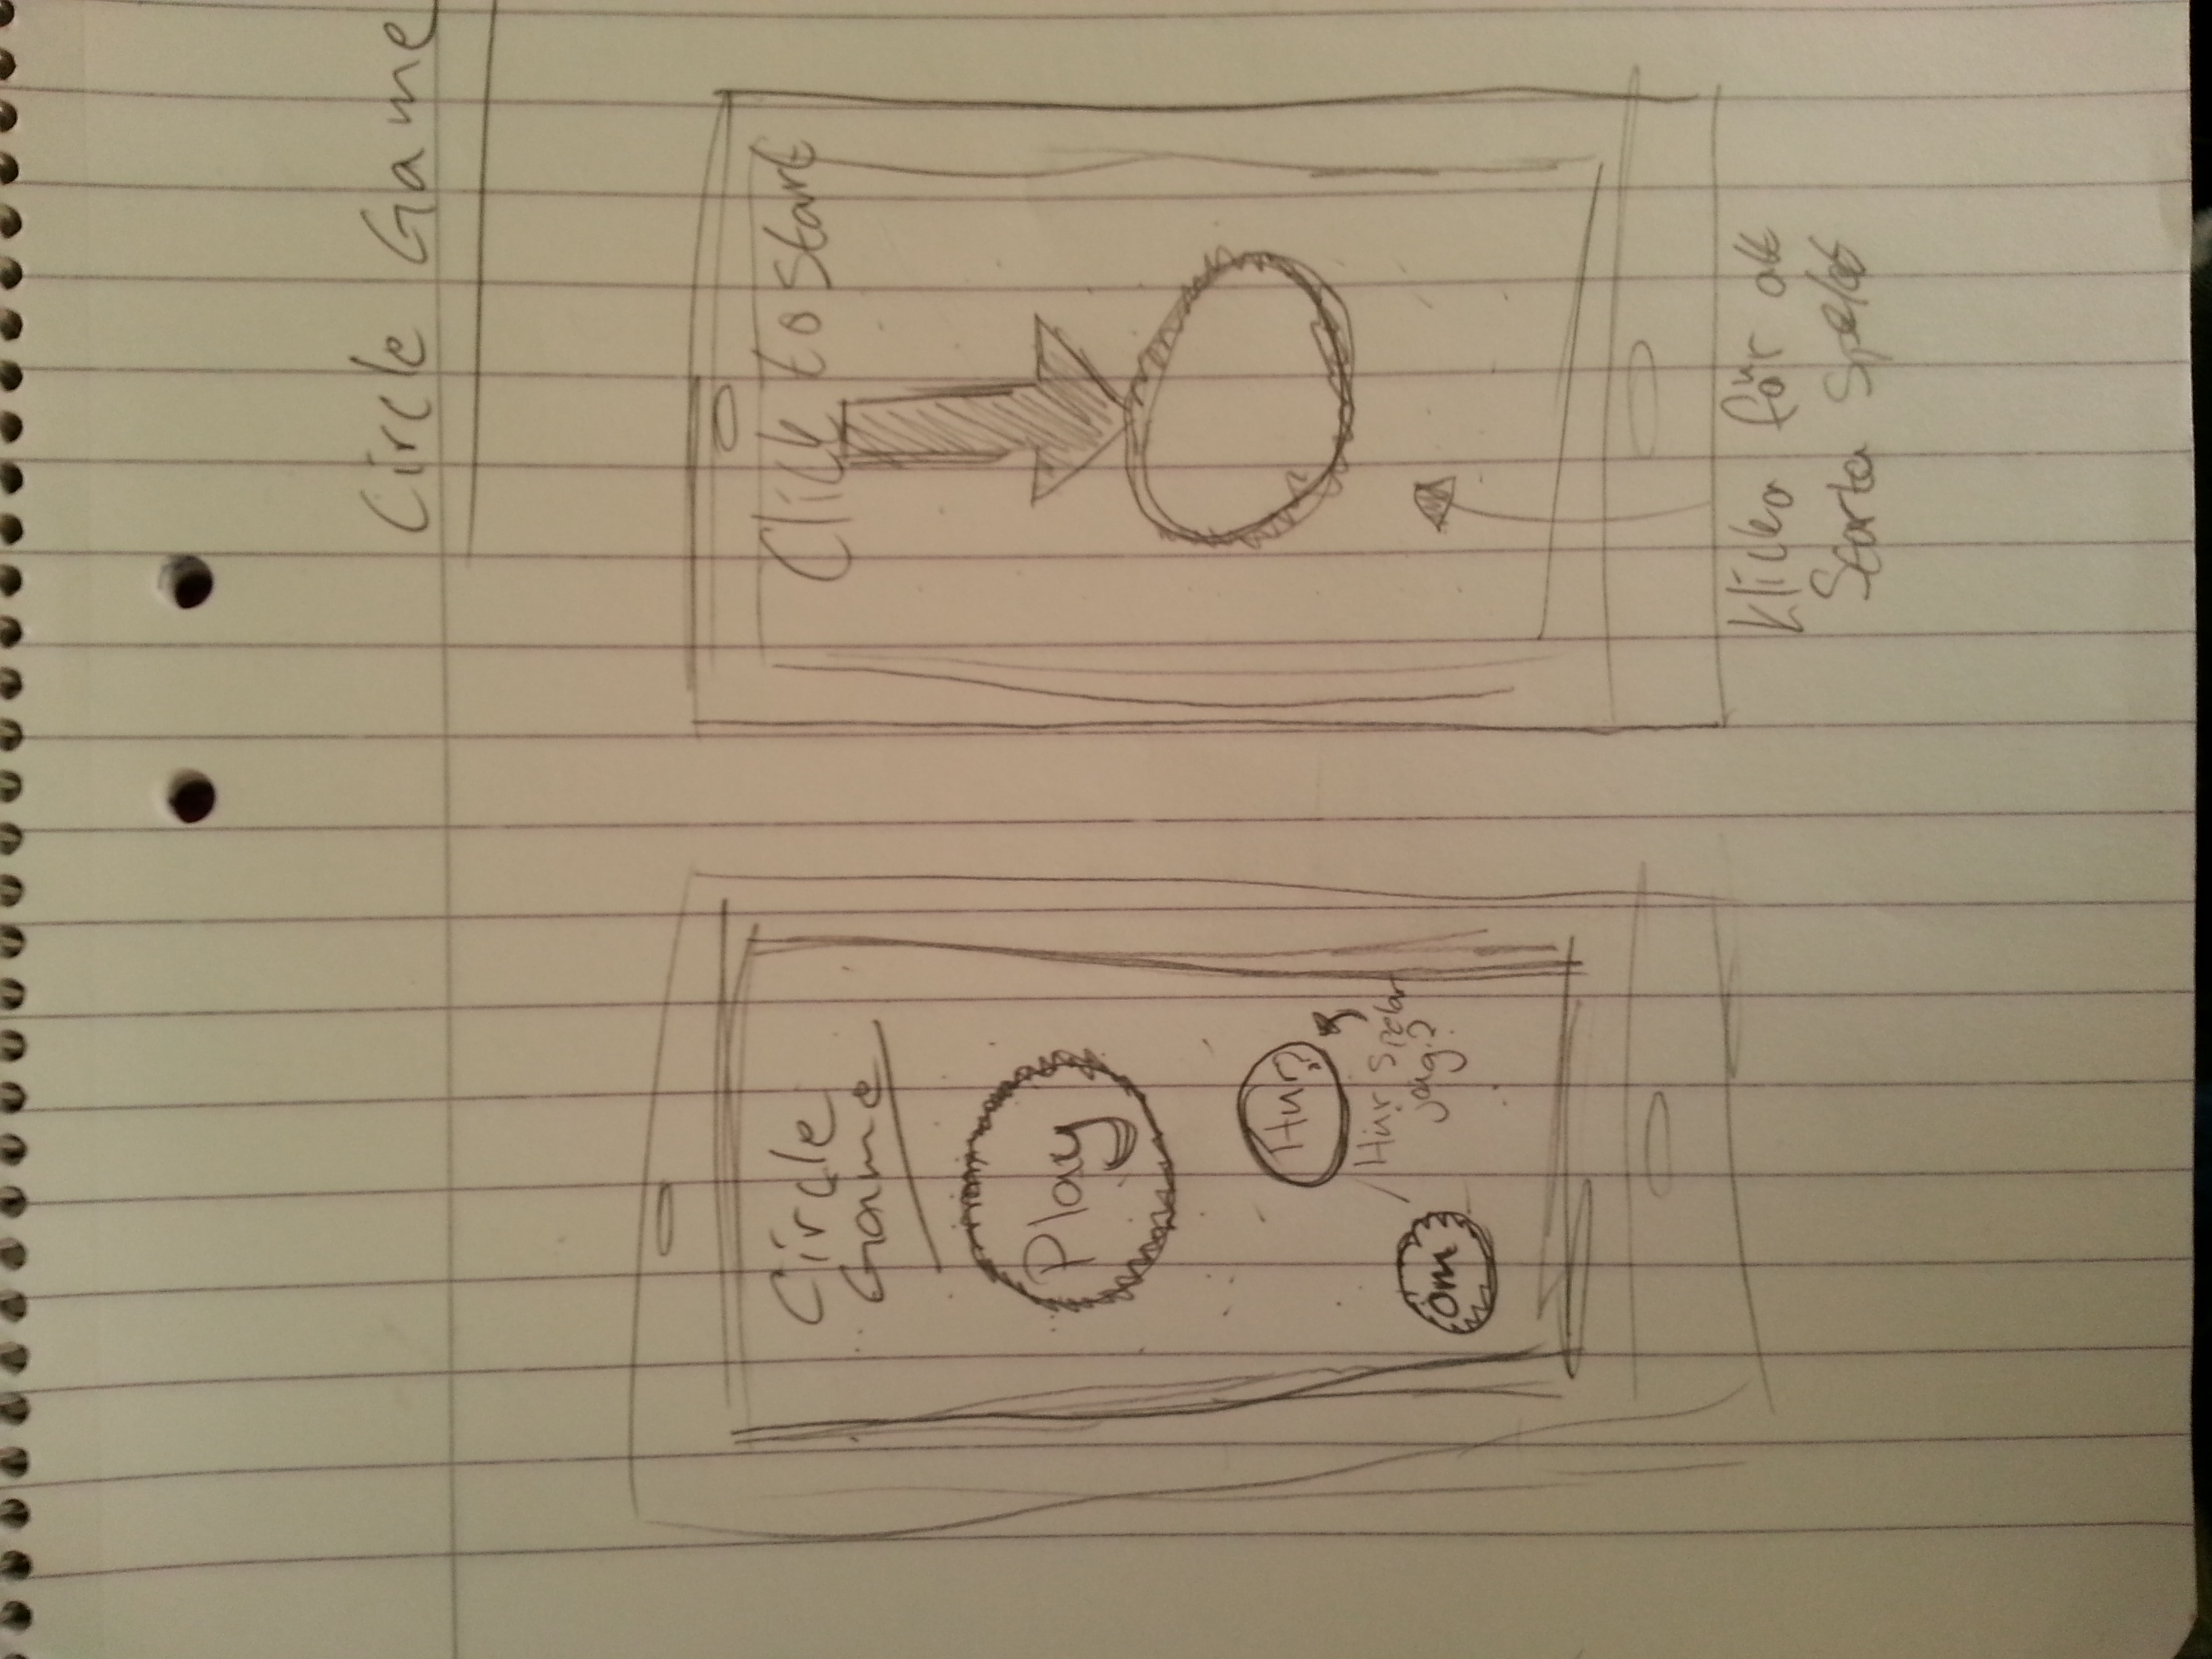 Circle Game
Circle
Game
Play
Hur?
Hur spelar
jag?
Om
Click to start
Klicka för att
Starta Spelet